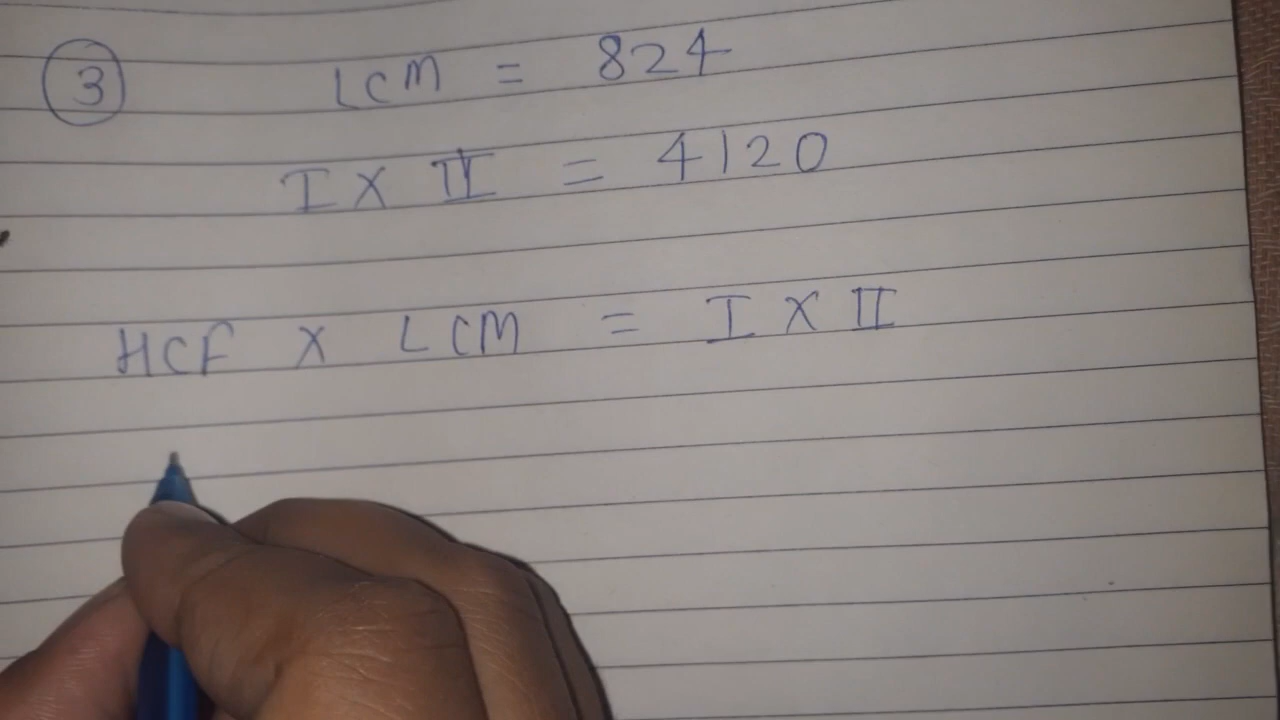 3 LCM = 824
I X II = 4120
HCF X LCM = I X II